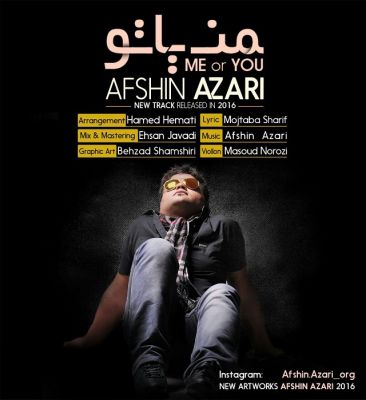 من یا تو
ME or YOU
AFSHIN AZARI
NEW TRACK RELEASED IN 2016
Arrangement Hamed Hemati Lyric Mojtaba Sharif
Mix & Mastering Ehsan Javadi Music Afshin Azari
Graphic Art Behzad Shamshiri Viollon Masoud Norozi
Instagram: Afshin.Azari_org
NEW ARTWORKS AFSHIN AZARI 2016